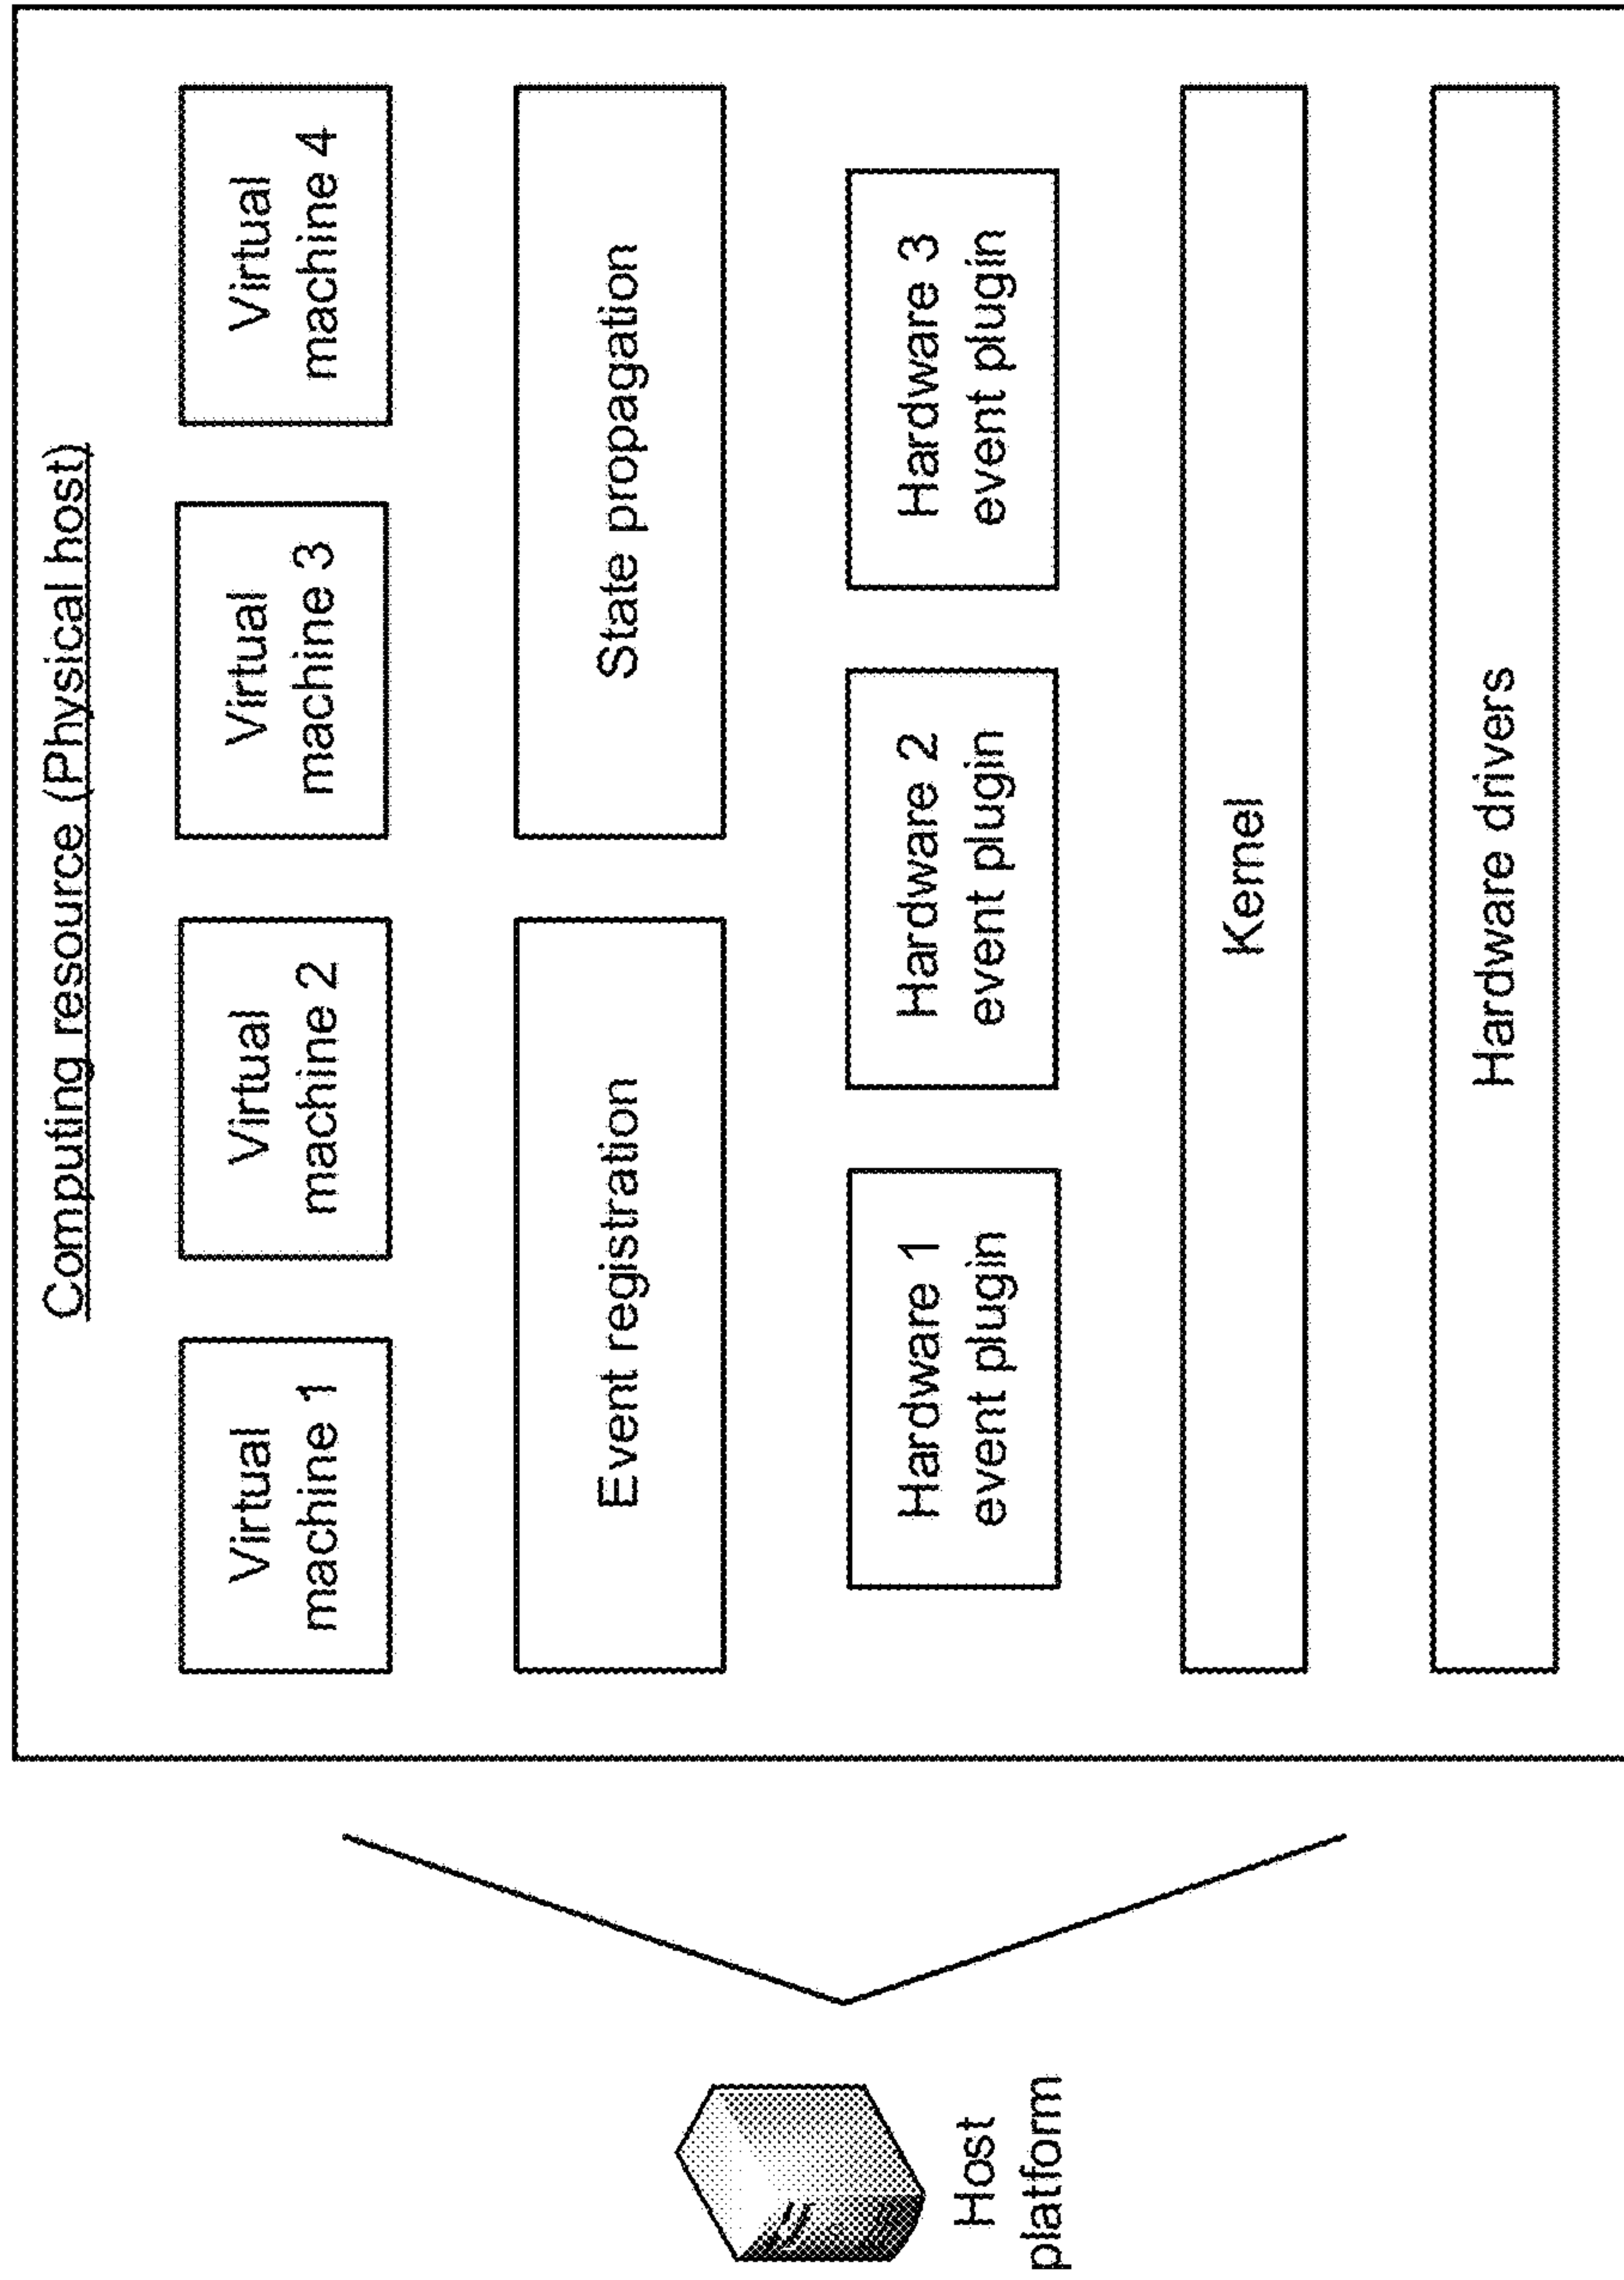 Computing resource (Physical host)
Virtual
machine 1
Virtual
machine 2
Virtual
machine 3
Virtual
machine 4
Event registration
State propagation
Hardware 1
event plugin
Hardware 2
event plugin
Hardware 3
event plugin
Kernel
Hardware drivers
Host
platform